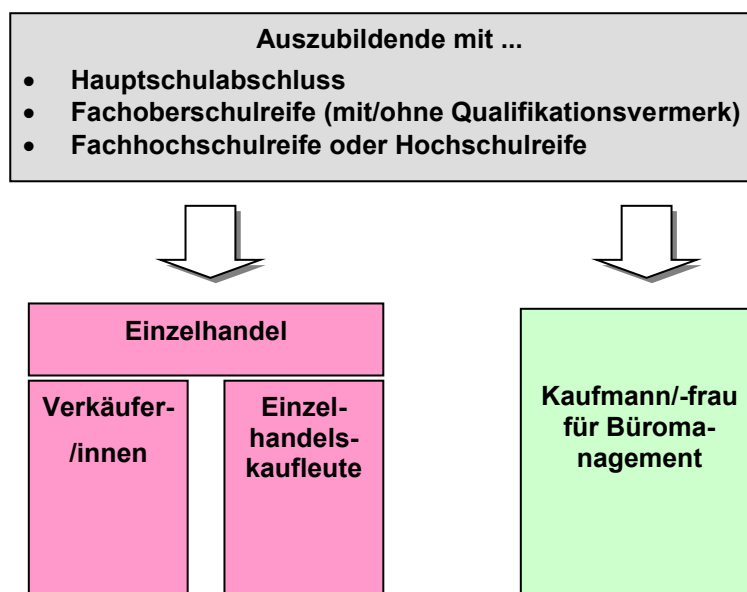 Auszubildende mit ...
• Hauptschulabschluss
• Fachoberschulreife (mit/ohne Qualifikationsvermerk)
• Fachhochschulreife oder Hochschulreife
Einzelhandel
Verkäufer-
/innen
Einzel-
handels-
kaufleute
Kaufmann/-frau
für Büroma-
nagement